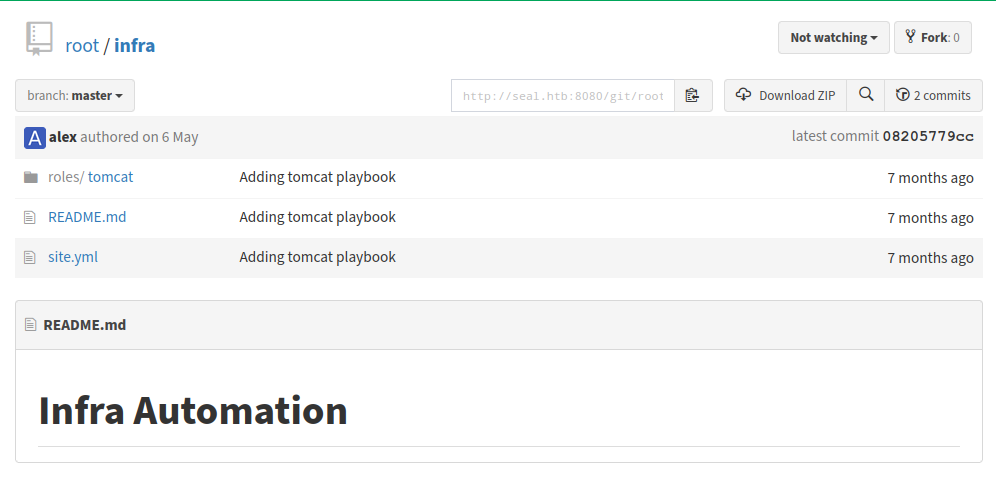 root / infra
Not watching
Fork: 0
branch: master
http://seal.htb:8080/git/root
Download ZIP
2 commits
A alex authored on 6 May
latest commit 08205779cc
roles/ tomcat Adding tomcat playbook 7 months ago
README.md Adding tomcat playbook 7 months ago
site.yml Adding tomcat playbook 7 months ago
README.md
Infra Automation